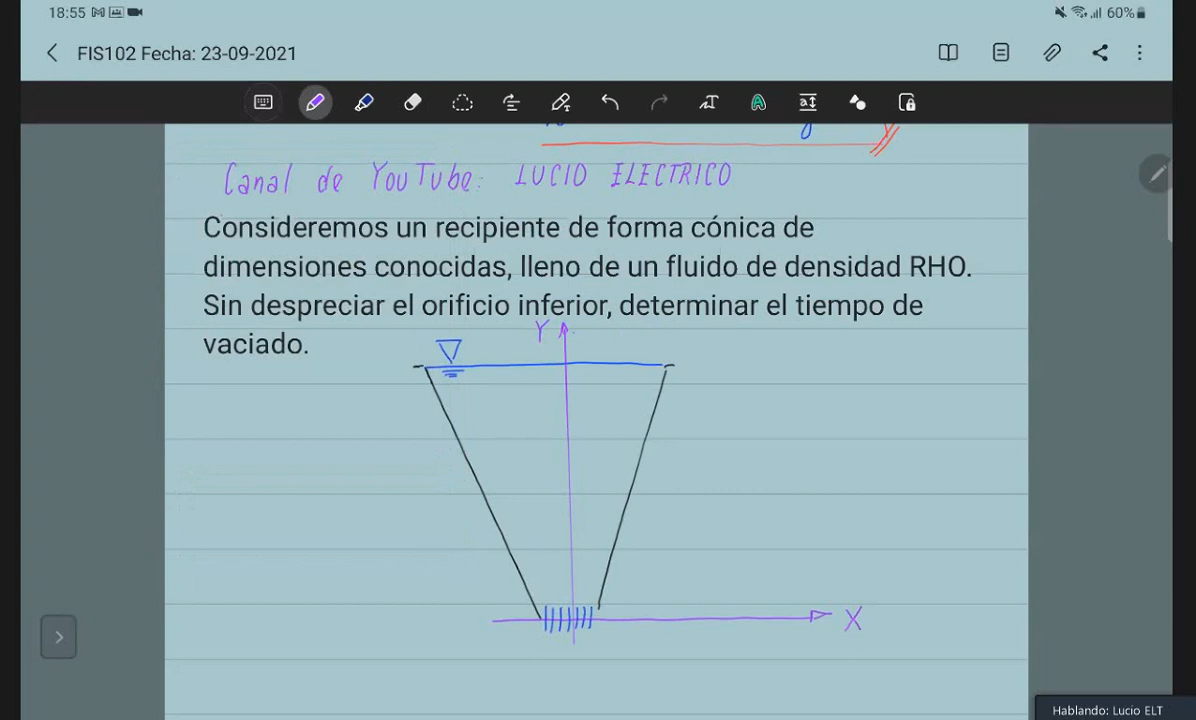 18:55 60%
FIS102 Fecha: 23-09-2021
Canal de YouTube: LUCIO ELECTRICO
Consideremos un recipiente de forma cónica de
dimensiones conocidas, lleno de un fluido de densidad RHO.
Sin despreciar el orificio inferior, determinar el tiempo de
vaciado.
Y
X
Hablando: Lucio ELT